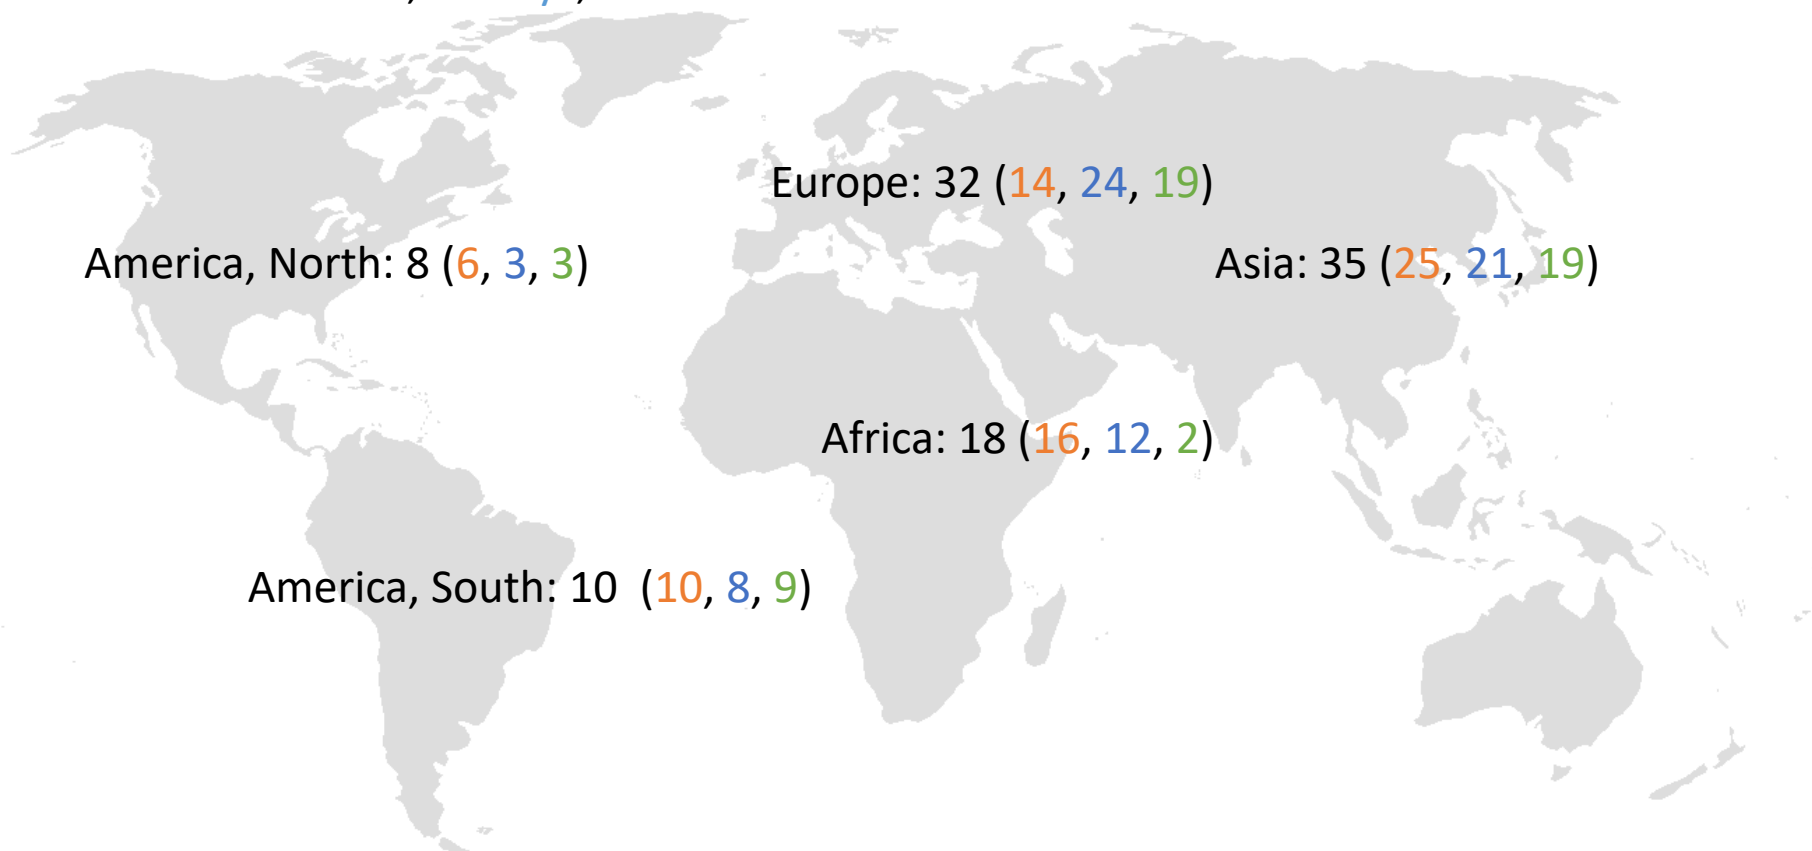 Europe: 32 (14, 24, 19)
America, North: 8 (6, 3, 3)
Asia: 35 (25, 21, 19)
Africa: 18 (16, 12, 2)
America, South: 10 (10, 8, 9)